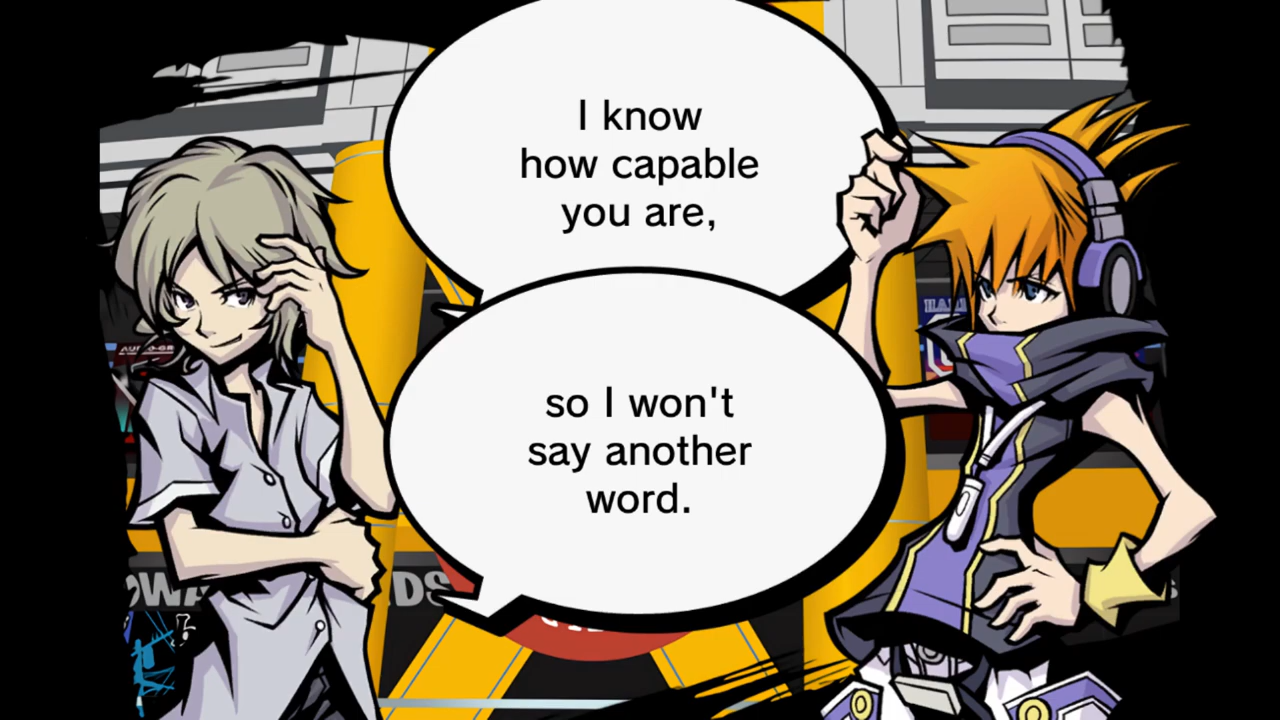 I know
how capable
you are,
so I won't
say another
word.